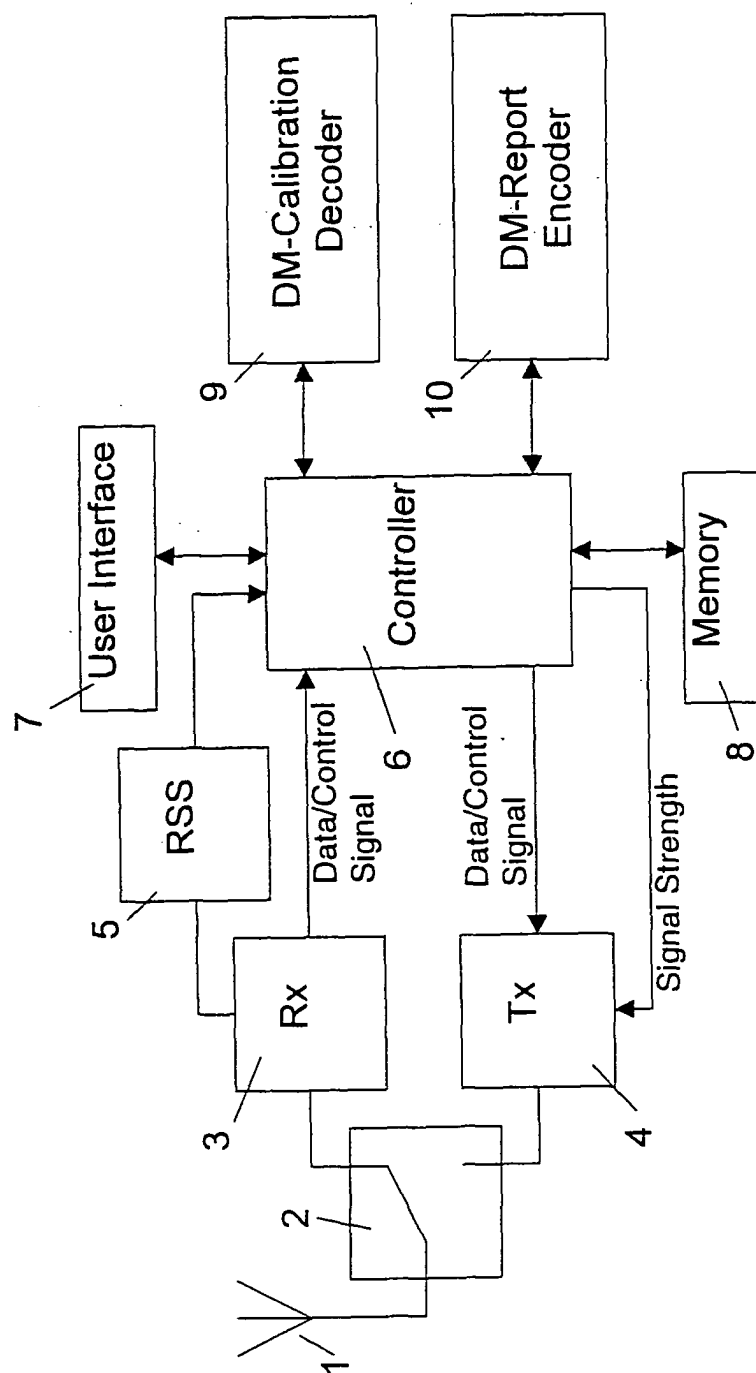 7
User Interface
5
RSS
9
DM-Calibration
Decoder
3
Rx
Data/Control
Signal
1
2
6
Controller
Data/Control
Signal
10
DM-Report
Encoder
4
Tx
Signal Strength
8
Memory